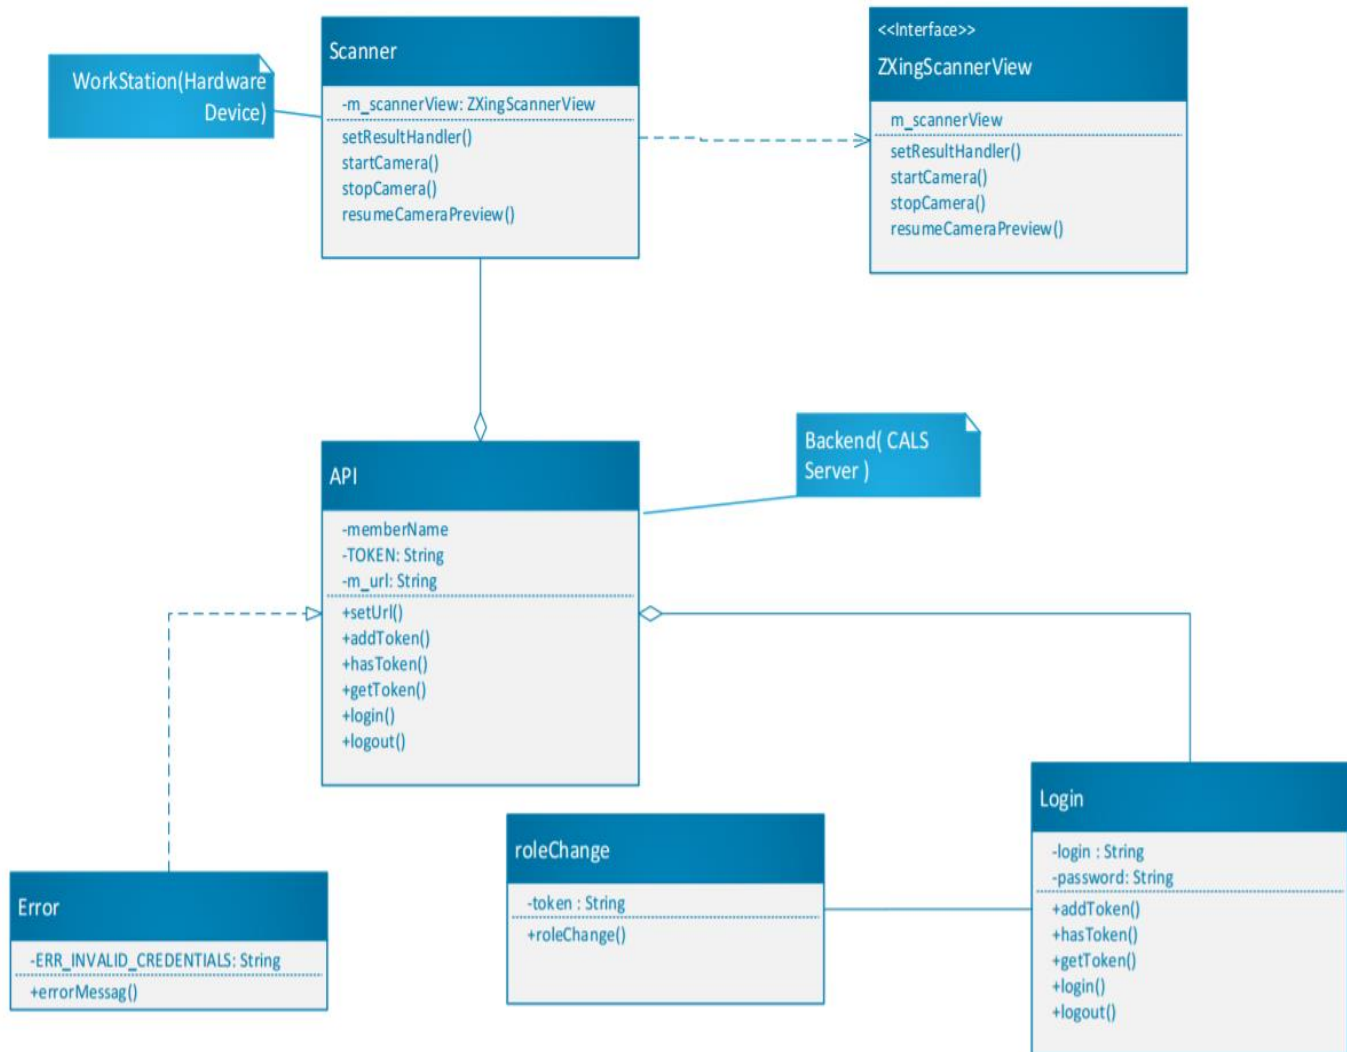 WorkStation(Hardware
Device)
Scanner
-m_scannerView: ZXingScannerView
setResultHandler()
startCamera()
stopCamera()
resumeCameraPreview()
<<Interface>>
ZXingScannerView
m_scannerView
setResultHandler()
startCamera()
stopCamera()
resumeCameraPreview()
Backend( CALS
Server )
API
-memberName
-TOKEN: String
-m_url: String
+setUrl()
+addToken()
+hasToken()
+getToken()
+login()
+logout()
Error
-ERR_INVALID_CREDENTIALS: String
+errorMessag()
roleChange
-token : String
+roleChange()
Login
-login : String
-password: String
+addToken()
+hasToken()
+getToken()
+login()
+logout()